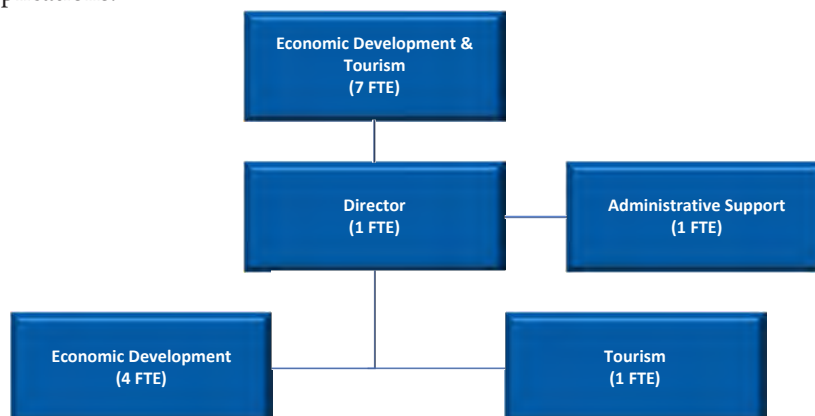 Economic Development &
Tourism
(7 FTE)
Director
(1 FTE)
Administrative Support
(1 FTE)
Economic Development
(4 FTE)
Tourism
(1 FTE)